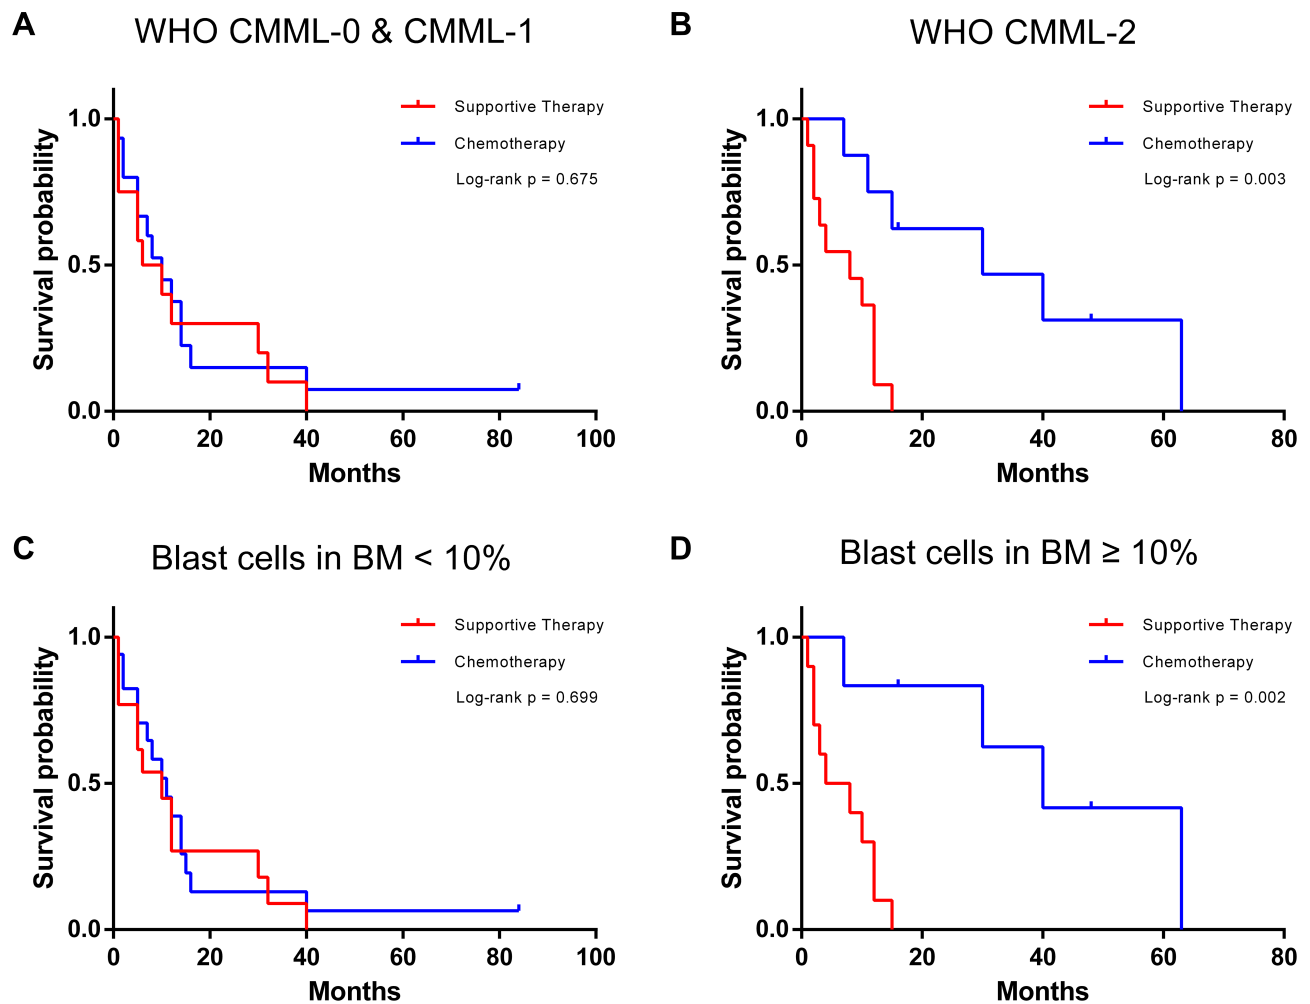 A
WHO CMML-0 & CMML-1
Supportive Therapy
Chemotherapy
Log-rank p = 0.675
Survival probability
1.0
0.5
0.0
0 20 40 60 80 100
Months
B
WHO CMML-2
Supportive Therapy
Chemotherapy
Log-rank p = 0.003
Survival probability
1.0
0.5
0.0
0 20 40 60 80
Months
C
Blast cells in BM < 10%
Supportive Therapy
Chemotherapy
Log-rank p = 0.699
Survival probability
1.0
0.5
0.0
0 20 40 60 80 100
Months
D
Blast cells in BM ≥ 10%
Supportive Therapy
Chemotherapy
Log-rank p = 0.002
Survival probability
1.0
0.5
0.0
0 20 40 60 80
Months